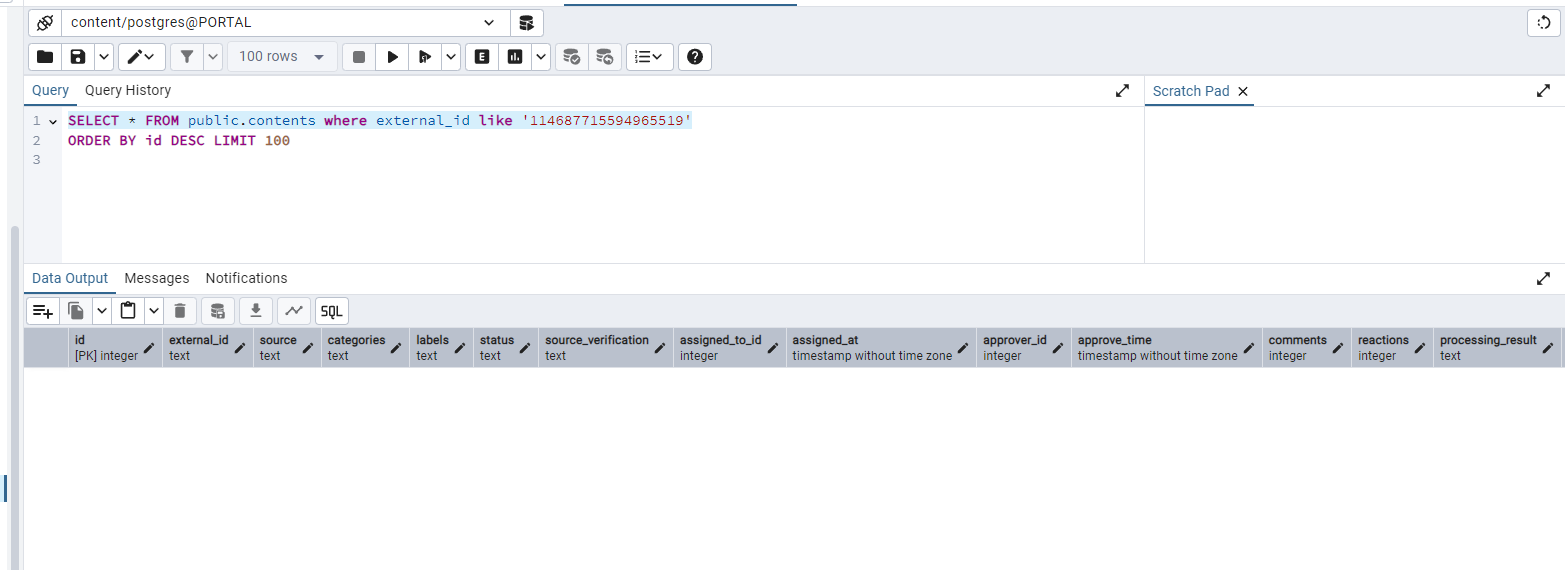 content/postgres@PORTAL
100 rows
E
Query Query History
Scratch Pad
1 SELECT * FROM public.contents where external_id like '114687715594965519'
2 ORDER BY id DESC LIMIT 100
3
Data Output Messages Notifications
SQL
id external_id source categories labels status source_verification assigned_to_id assigned_at approver_id approve_time comments reactions processing_result
[PK] integer text text text text text text integer timestamp without time zone integer timestamp without time zone integer integer text